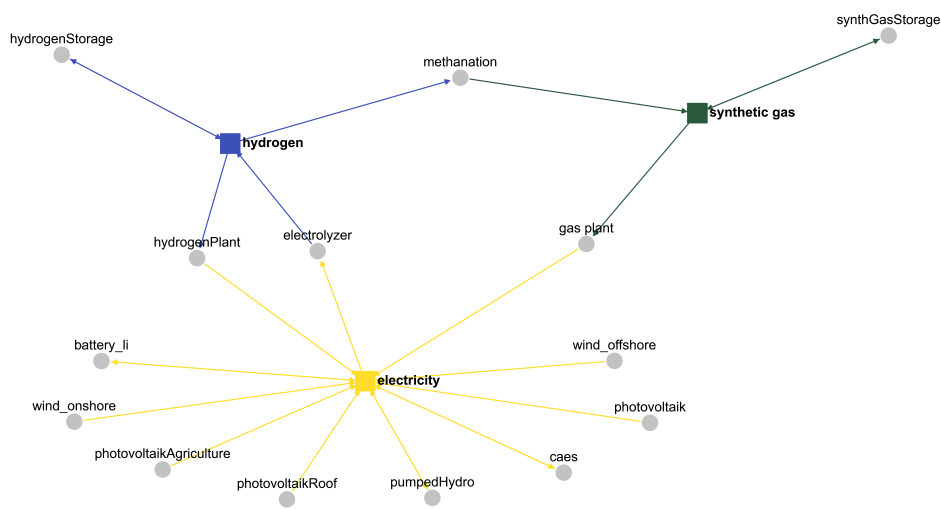 synthGasStorage
hydrogenStorage
methanation
synthetic gas
hydrogen
gas plant
electrolyzer
hydrogenPlant
battery_li
wind_offshore
electricity
wind_onshore
photovoltaik
photovoltaikAgriculture
caes
photovoltaikRoof
pumpedHydro